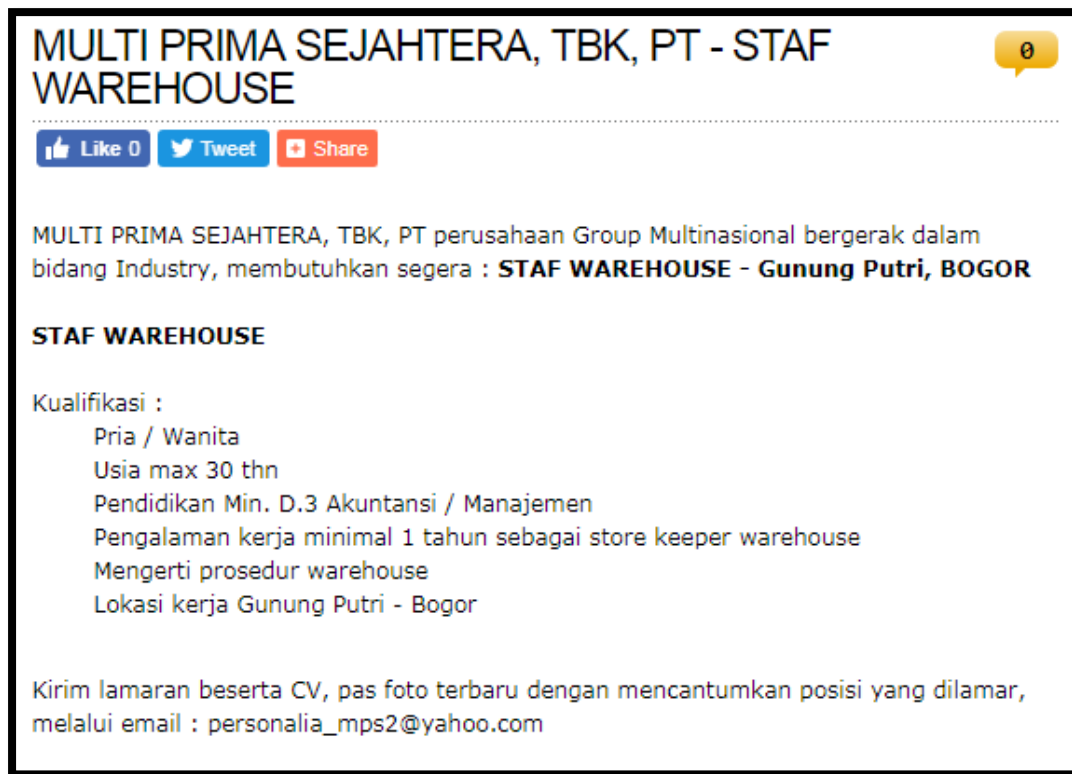 MULTI PRIMA SEJAHTERA, TBK, PT - STAF
WAREHOUSE
0
Like 0 Tweet Share
MULTI PRIMA SEJAHTERA, TBK, PT perusahaan Group Multinasional bergerak dalam
bidang Industry, membutuhkan segera : STAF WAREHOUSE - Gunung Putri, BOGOR
STAF WAREHOUSE
Kualifikasi :
Pria / Wanita
Usia max 30 thn
Pendidikan Min. D.3 Akuntansi / Manajemen
Pengalaman kerja minimal 1 tahun sebagai store keeper warehouse
Mengerti prosedur warehouse
Lokasi kerja Gunung Putri - Bogor
Kirim lamaran beserta CV, pas foto terbaru dengan mencantumkan posisi yang dilamar,
melalui email : personalia_mps2@yahoo.com